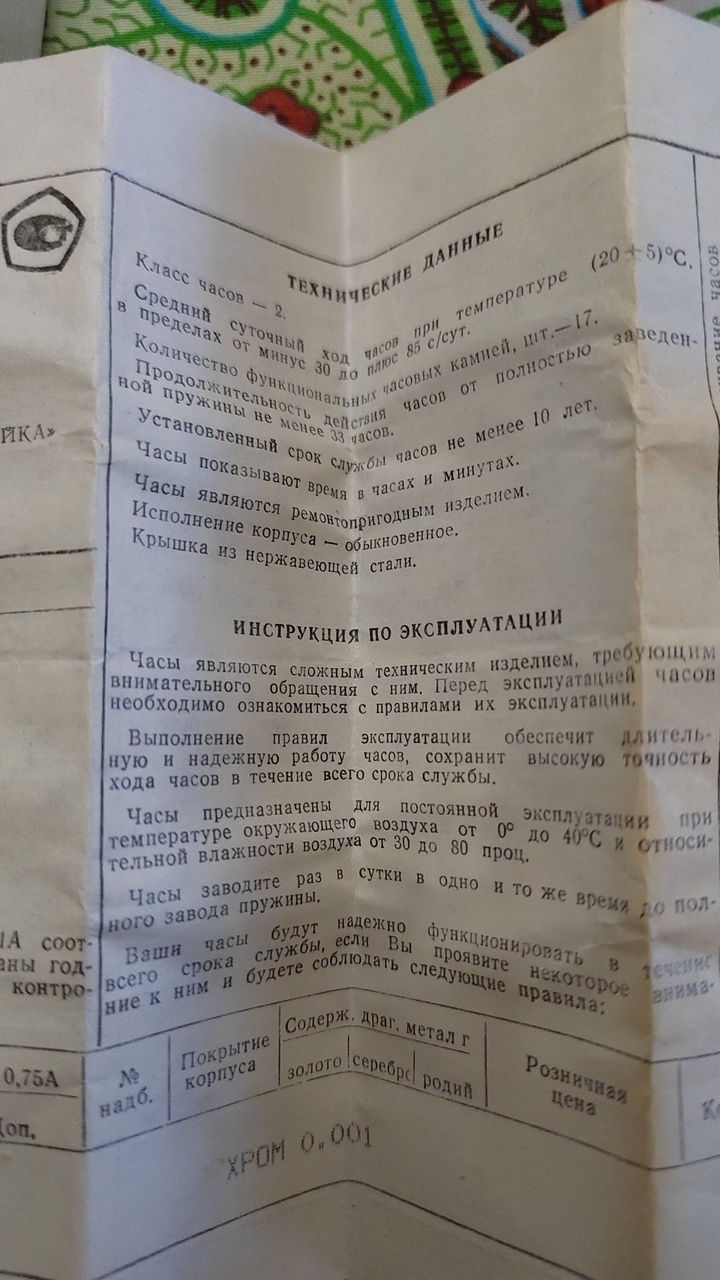 ТЕХНИЧЕСКИЕ ДАННЫЕ
Класс часов — 2.
Средний суточный ход часов при температуре (20±5)°С,
в пределах от минус 30 до плюс 85 с/сут.
Количество функциональных часовых камней, шт.—17.
Продолжительность действия часов от полностью заведен-
ной пружины не менее 33 часов.
Установленный срок службы часов не менее 10 лет.
Часы показывают время в часах и минутах.
Часы являются ремонтопригодным изделием.
Исполнение корпуса — обыкновенное.
Крышка из нержавеющей стали.
ИНСТРУКЦИЯ ПО ЭКСПЛУАТАЦИИ
Часы являются сложным техническим изделием, требующим
внимательного обращения с ним. Перед эксплуатацией часов
необходимо ознакомиться с правилами их эксплуатации.
Выполнение правил эксплуатации обеспечит длитель-
ную и надежную работу часов, сохранит высокую точность
хода часов в течение всего срока службы.
Часы предназначены для постоянной эксплуатации при
температуре окружающего воздуха от 0° до 40°С и относи-
тельной влажности воздуха от 30 до 80 проц.
Часы заводите раз в сутки в одно и то же время до пол-
ного завода пружины.
Ваши часы будут надежно функционировать в течение
всего срока службы, если Вы проявите некоторое внима-
ние к ним и будете соблюдать следующие правила:
ЙКА»
1А соот-
аны год-
контро-
0,75А
№
надб.
Покрытие
корпуса
Содерж. драг. метал г
золото
серебро
родий
Розничная
цена
ХРОМ 0.001
часов